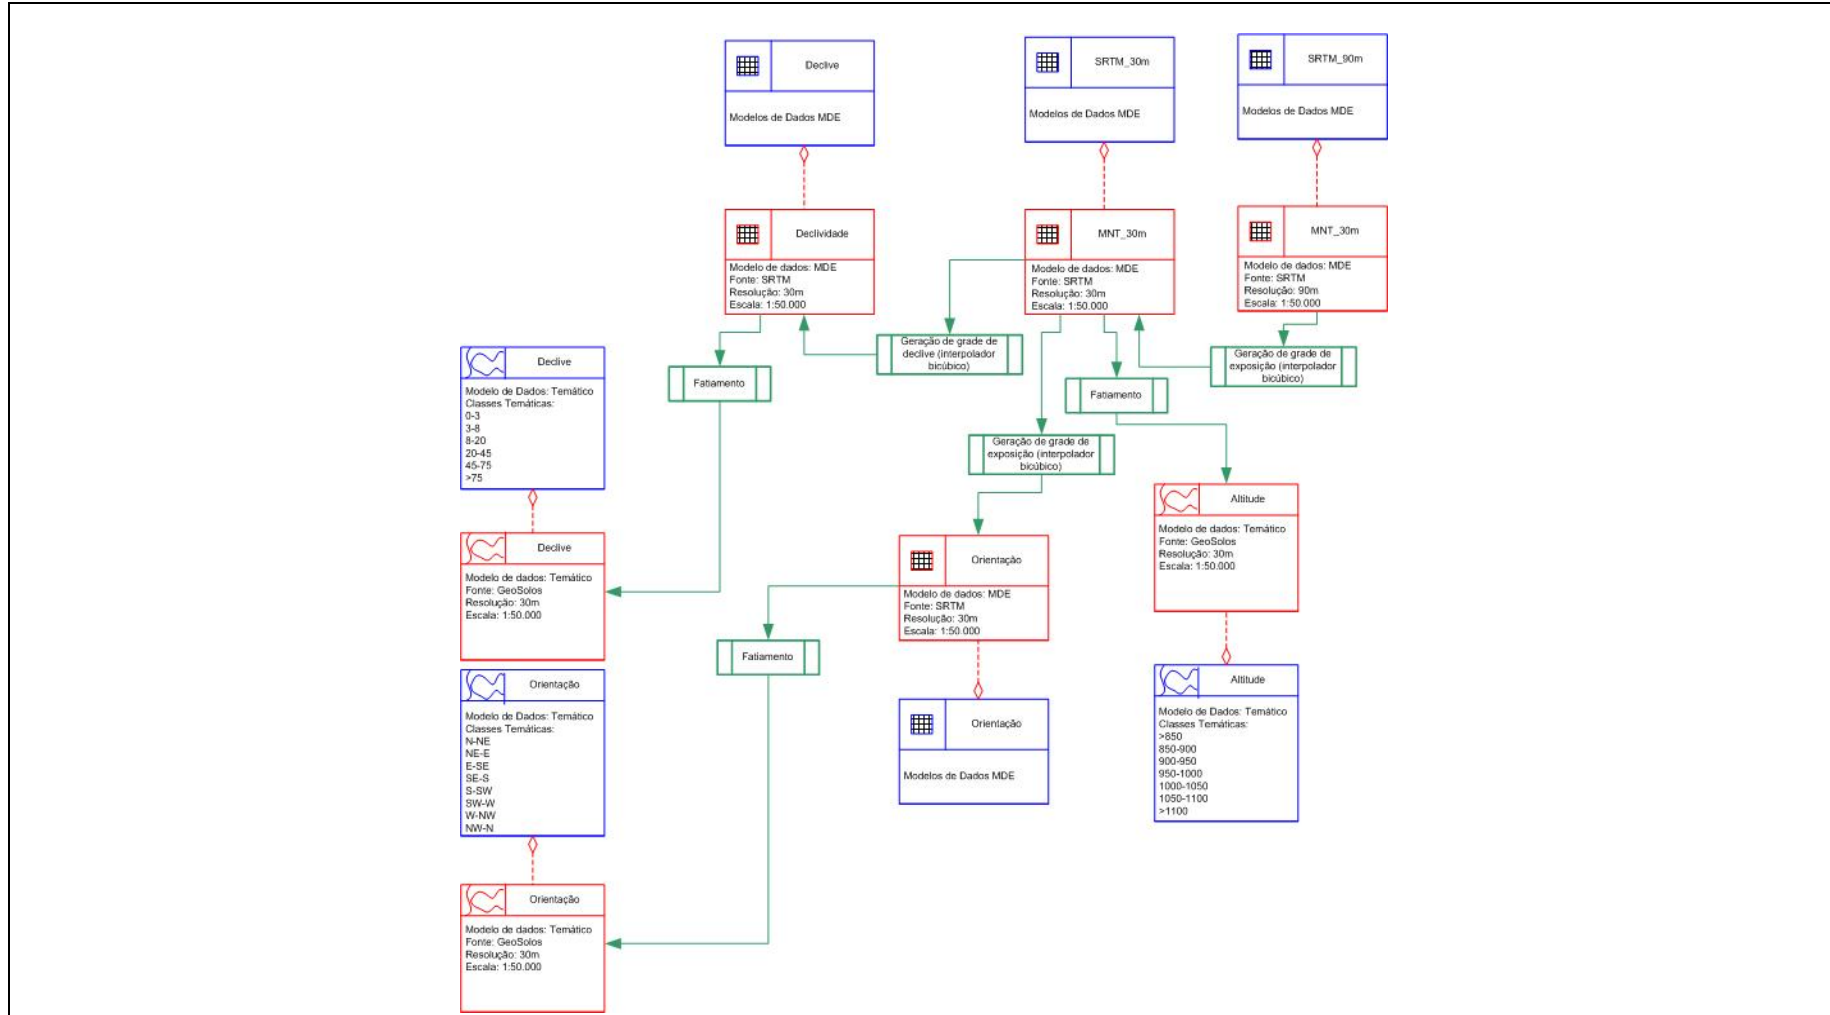 Declive
Modelos de Dados MDE
SRTM_30m
Modelos de Dados MDE
SRTM_90m
Modelos de Dados MDE
Declividade
Modelo de dados: MDE
Fonte: SRTM
Resolução: 30m
Escala: 1:50.000
MNT_30m
Modelo de dados: MDE
Fonte: SRTM
Resolução: 30m
Escala: 1:50.000
MNT_30m
Modelo de dados: MDE
Fonte: SRTM
Resolução: 90m
Escala: 1:50.000
Geração de grade de
declive (interpolador
bicúbico)
Geração de grade de
exposição (interpolador
bicúbico)
Fatiamento
Fatiamento
Geração de grade de
exposição (interpolador
bicúbico)
Declive
Modelo de Dados: Temático
Classes Temáticas:
0-3
3-8
8-20
20-45
45-75
>75
Declive
Modelo de dados: Temático
Fonte: GeoSolos
Resolução: 30m
Escala: 1:50.000
Orientação
Modelo de dados: MDE
Fonte: SRTM
Resolução: 30m
Escala: 1:50.000
Altitude
Modelo de dados: Temático
Fonte: GeoSolos
Resolução: 30m
Escala: 1:50.000
Fatiamento
Orientação
Modelo de Dados: Temático
Classes Temáticas:
N-NE
NE-E
E-SE
SE-S
S-SW
SW-W
W-NW
NW-N
Orientação
Modelos de Dados MDE
Altitude
Modelo de Dados: Temático
Classes Temáticas:
>850
850-900
900-950
950-1000
1000-1050
1050-1100
>1100
Orientação
Modelo de dados: Temático
Fonte: GeoSolos
Resolução: 30m
Escala: 1:50.000